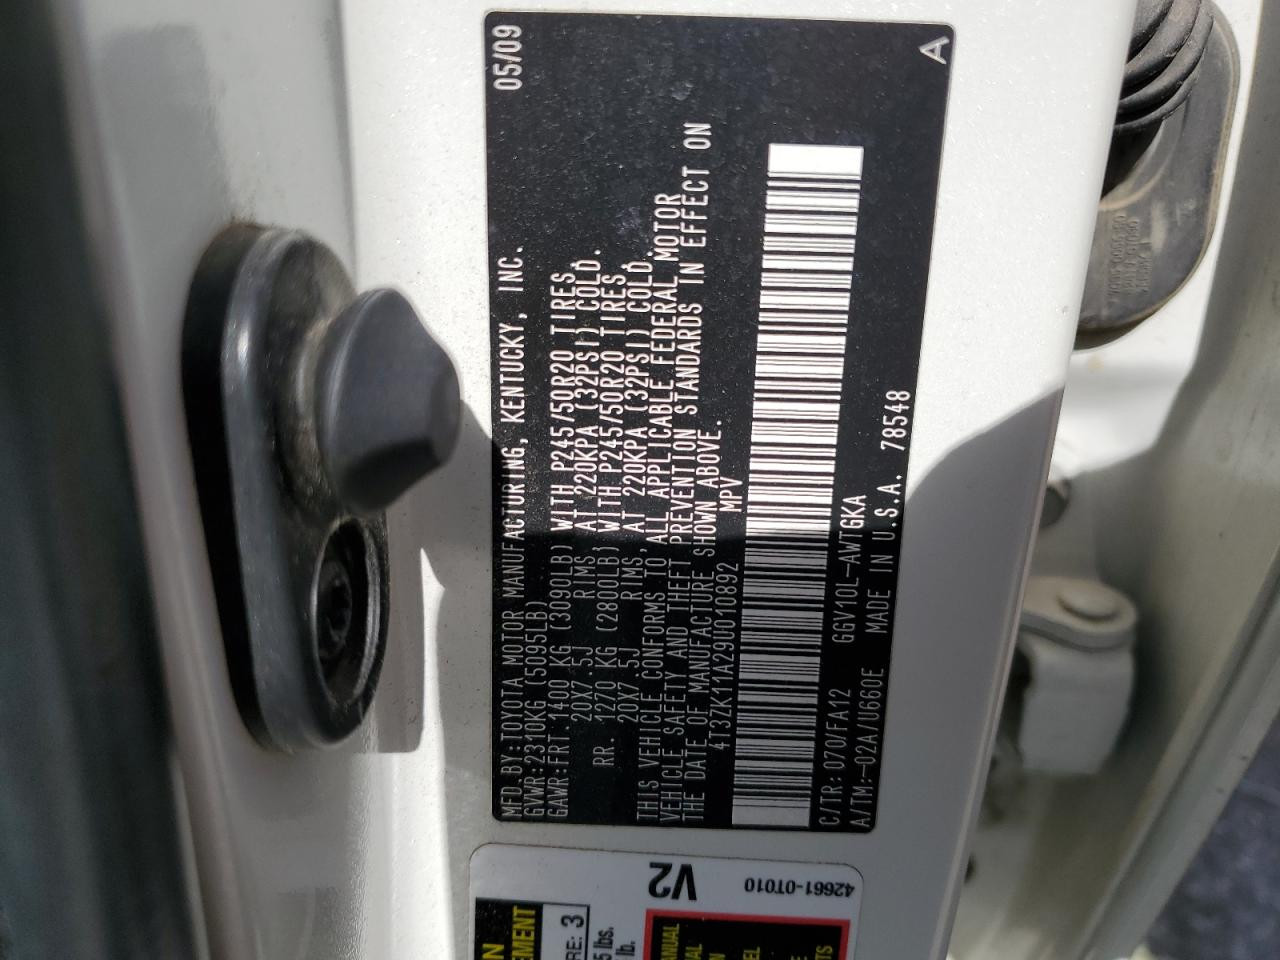 MFD.BY:TOYOTA MOTOR MANUFACTURING, KENTUCKY, INC. 05/09
GVWR:2310KG (5095LB)
GAWR:FRT. 1400 KG (3090LB) WITH P245/50R20 TIRES
20X7.5J RIMS, AT 220KPA (32PSI) COLD.
RR. 1270 KG (2800LB) WITH P245/50R20 TIRES
20X7.5J RIMS, AT 220KPA (32PSI) COLD.
THIS VEHICLE CONFORMS TO ALL APPLICABLE FEDERAL MOTOR
VEHICLE SAFETY AND THEFT PREVENTION STANDARDS IN EFFECT ON
THE DATE OF MANUFACTURE SHOWN ABOVE.
4T3ZK11A29U010892 MPV
C/TR:070/FA12 GGV10L-AWTGKA
A/TM:-02A/U660E MADE IN U.S.A. 78548 A
V2
42661-0T010
3
lbs.
lb.